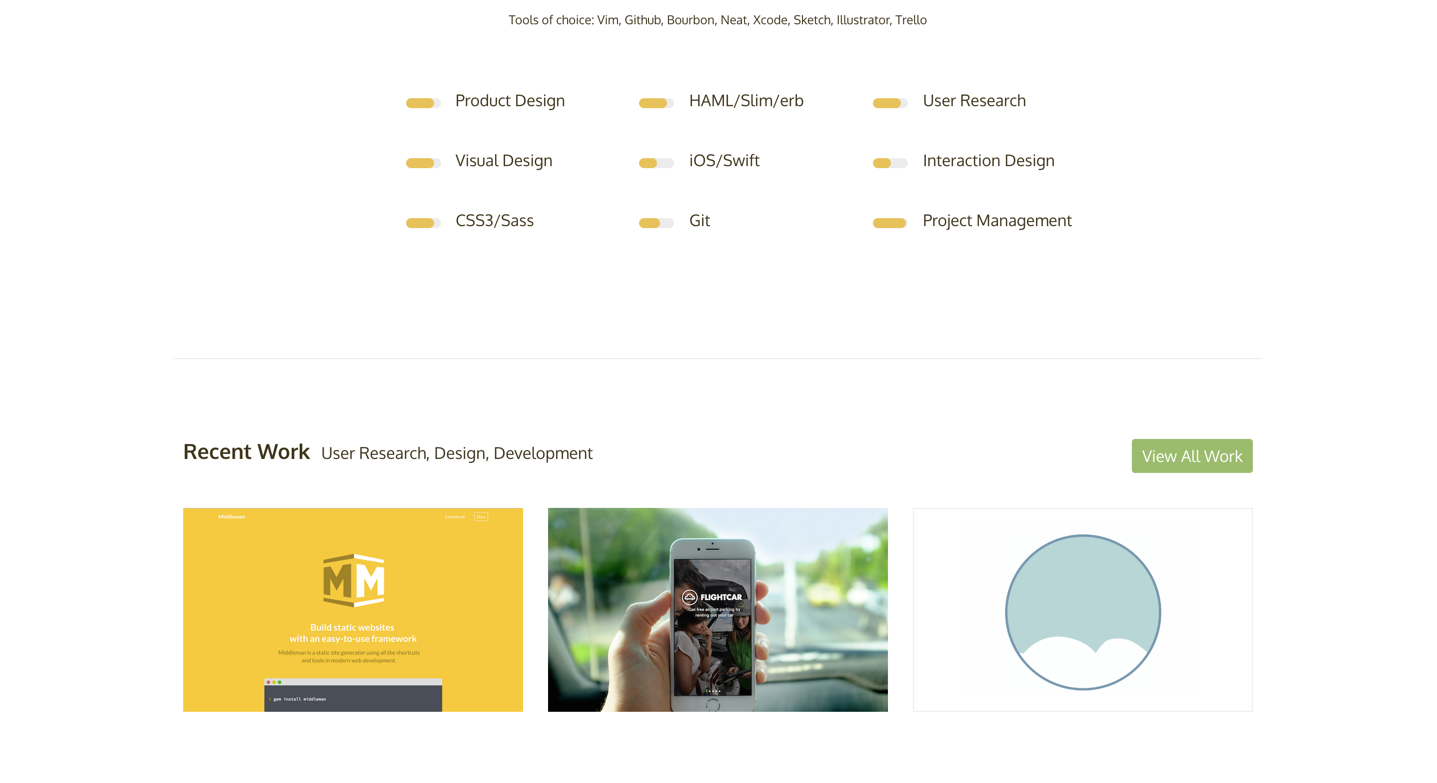 Tools of choice: Vim, Github, Bourbon, Neat, Xcode, Sketch, Illustrator, Trello
Product Design
HAML/Slim/erb
User Research
Visual Design
iOS/Swift
Interaction Design
CSS3/Sass
Git
Project Management
Recent Work User Research, Design, Development
View All Work
Middleman
Contribute
Docs
MM
Build static websites
with an easy-to-use framework
Middleman is a static site generator using all the shortcuts
and tools in modern web development.
gem install middleman
FLIGHTCAR
Get free airport parking by
renting out your car